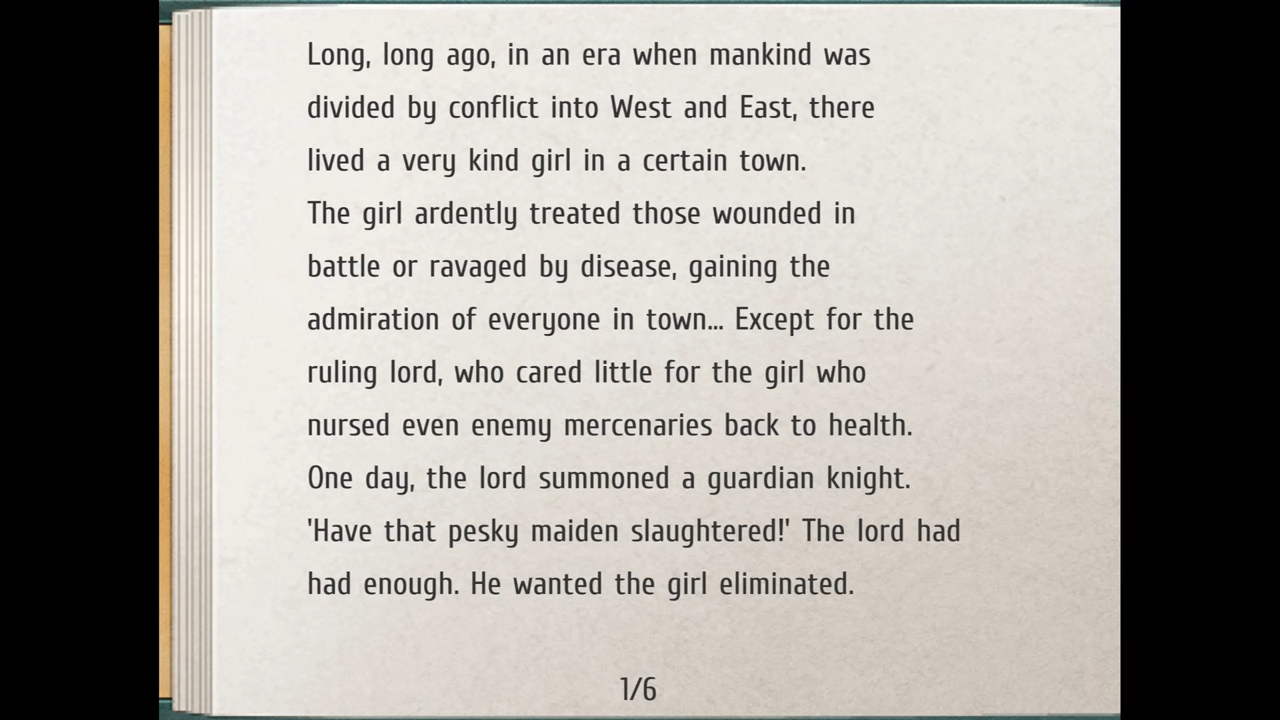 Long, long ago, in an era when mankind was
divided by conflict into West and East, there
lived a very kind girl in a certain town.
The girl ardently treated those wounded in
battle or ravaged by disease, gaining the
admiration of everyone in town... Except for the
ruling lord, who cared little for the girl who
nursed even enemy mercenaries back to health.
One day, the lord summoned a guardian knight.
'Have that pesky maiden slaughtered!' The lord had
had enough. He wanted the girl eliminated.
1/6